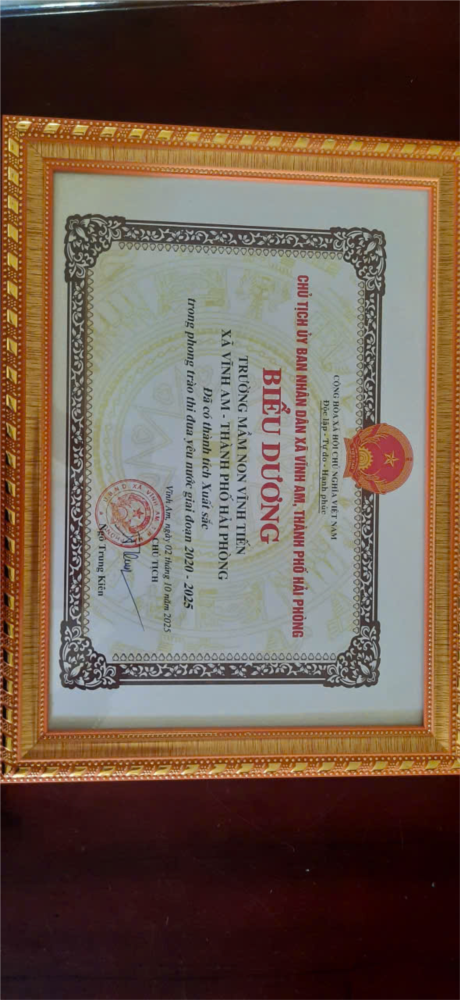 CỘNG HÒA XÃ HỘI CHỦ NGHĨA VIỆT NAM
Độc lập - Tự do - Hạnh phúc
CHỦ TỊCH ỦY BAN NHÂN DÂN XÃ VĨNH AM, THÀNH PHỐ HẢI PHÒNG
BIỂU DƯƠNG
TRƯỜNG MẦM NON VĨNH TIẾN
XÃ VĨNH AM - THÀNH PHỐ HẢI PHÒNG
Đã có thành tích Xuất sắc
trong phong trào thi đua yêu nước giai đoạn 2020 - 2025
Vĩnh Am, ngày 02 tháng 10 năm 2025
CHỦ TỊCH
Ngô Trung Kiên